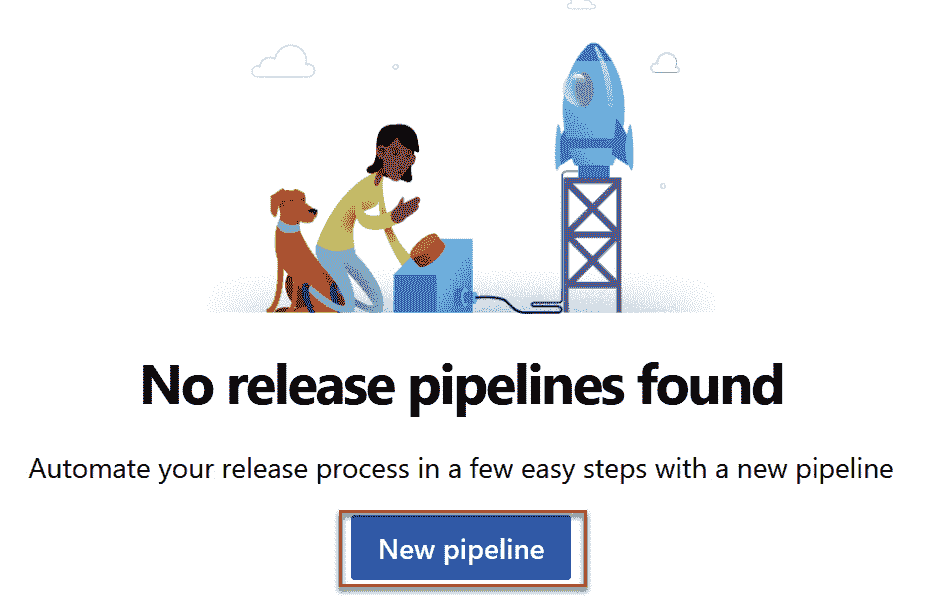 No release pipelines found
Automate your release process in a few easy steps with a new pipeline
New pipeline